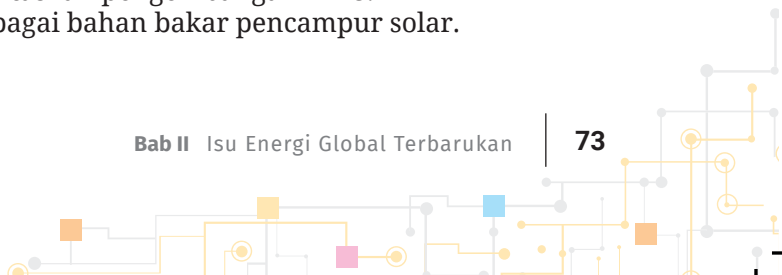 bagai bahan bakar pencampur solar.
Bab II Isu Energi Global Terbarukan 73